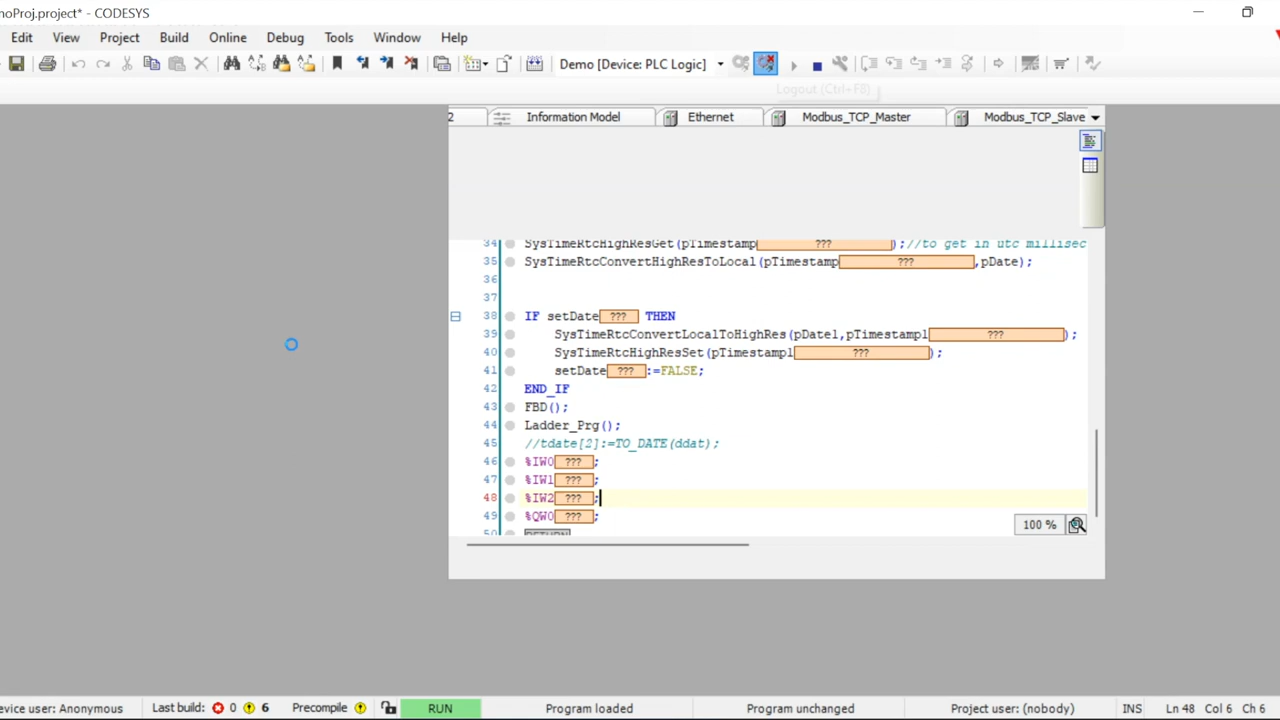 noProj.project* - CODESYS
Edit View Project Build Online Debug Tools Window Help
Demo [Device: PLC Logic]
Logout (Ctrl+F8)
2 Information Model Ethernet Modbus_TCP_Master Modbus_TCP_Slave
34 SysTimeRtcHighResGet(pTimestamp ??? );//to get in utc millisec
35 SysTimeRtcConvertHighResToLocal(pTimestamp ??? ,pDate);
36
37
38 IF setDate ??? THEN
39 SysTimeRtcConvertLocalToHighRes(pDate1,pTimestamp1 ??? );
40 SysTimeRtcHighResSet(pTimestamp1 ??? );
41 setDate ??? :=FALSE;
42 END_IF
43 FBD();
44 Ladder_Prg();
45 //tdate[2]:=TO_DATE(ddat);
46 %IW0 ??? ;
47 %IW1 ??? ;
48 %IW2 ??? ;
49 %QW0 ??? ;
50 RETURN
100 %
evice user: Anonymous Last build: 0 6 Precompile RUN Program loaded Program unchanged Project user: (nobody) INS Ln 48 Col 6 Ch 6